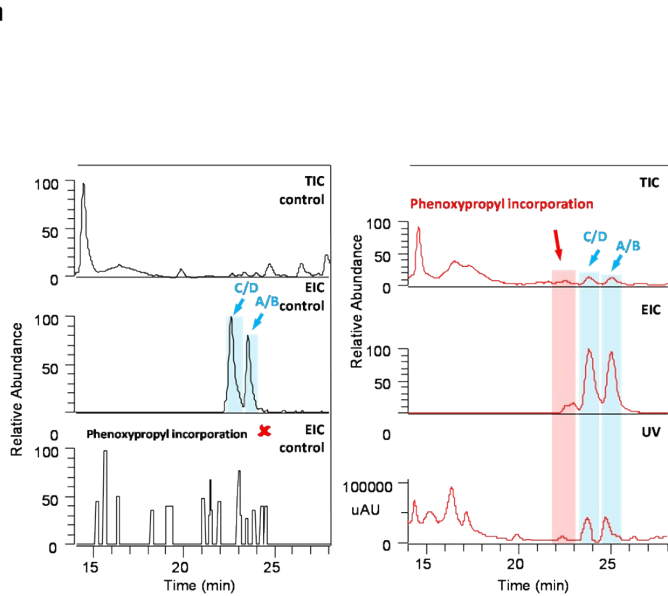 TIC
control
100
50
0
EIC
control
C/D
A/B
100
50
0
Phenoxypropyl incorporation
EIC
control
100
50
0
Relative Abundance
15
20
25
Time (min)
TIC
Phenoxypropyl incorporation
C/D
A/B
100
50
0
EIC
100
50
0
Relative Abundance
UV
100000
uAU
0
15
20
25
Time (min)